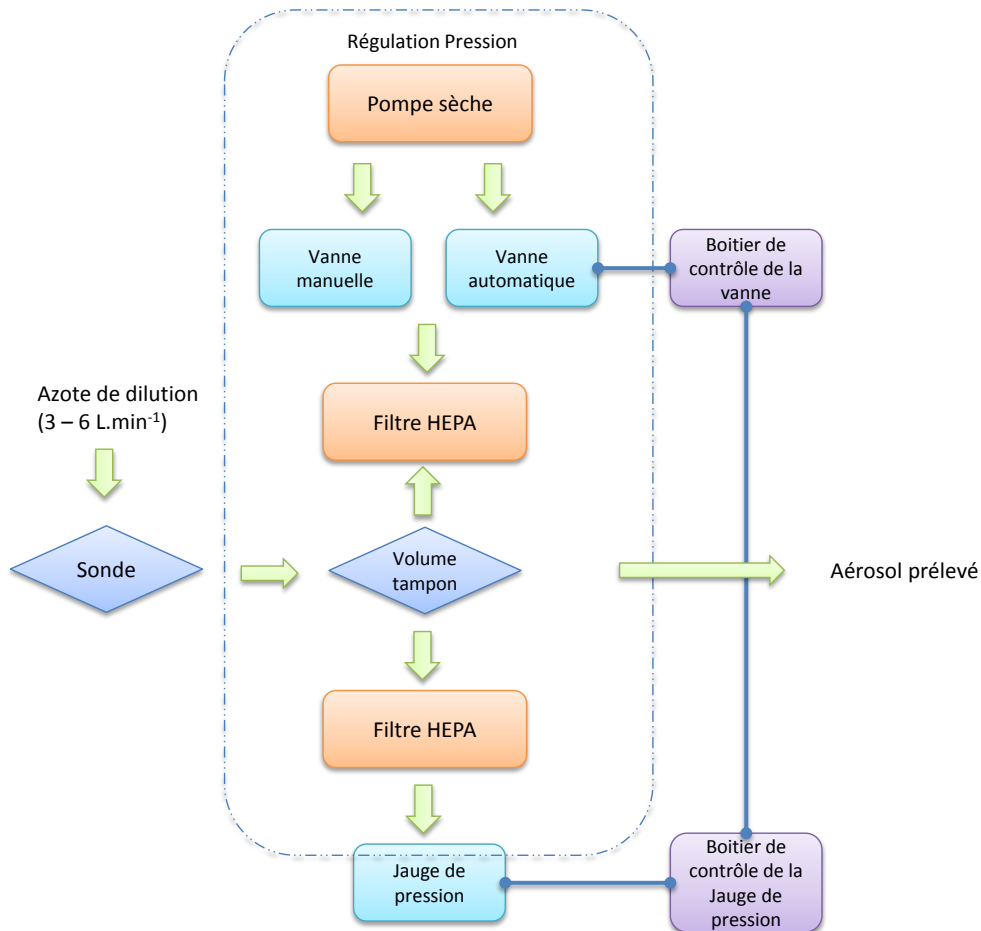 Régulation Pression
Pompe sèche
Vanne
manuelle
Vanne
automatique
Boitier de
contrôle de la
vanne
Azote de dilution
(3 – 6 L.min⁻¹)
Filtre HEPA
Sonde
Volume
tampon
Aérosol prélevé
Filtre HEPA
Jauge de
pression
Boitier de
contrôle de la
Jauge de
pression